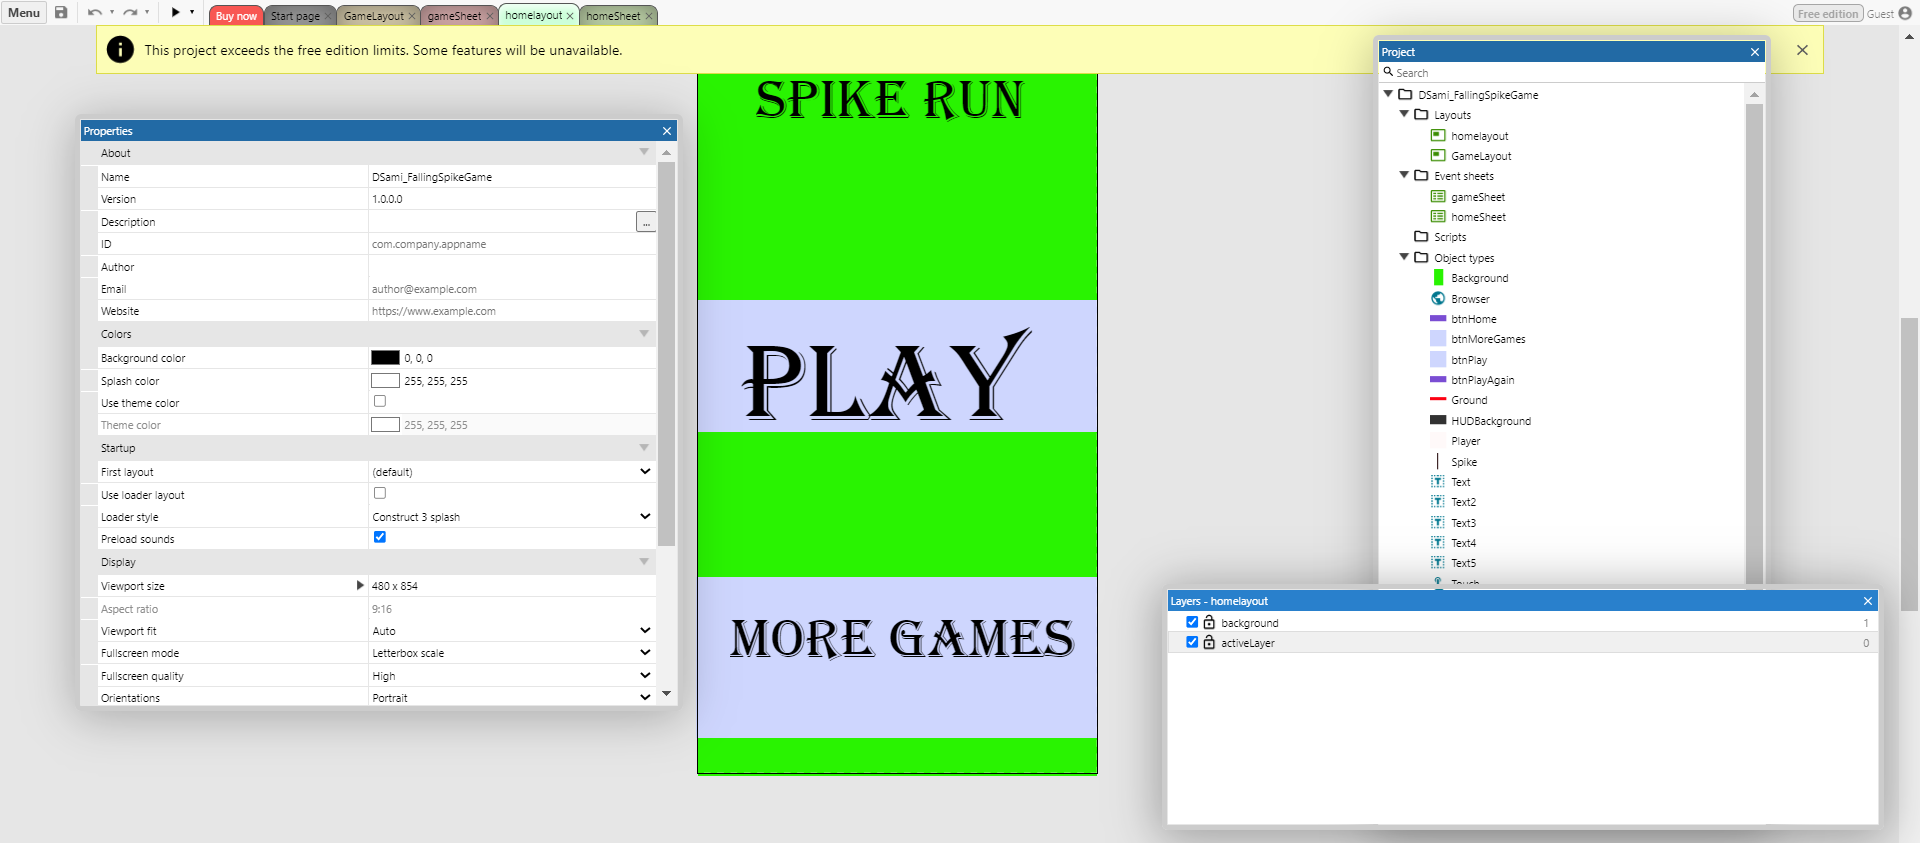 Menu
Buy now
Start page
GameLayout
gameSheet
homelayout
homeSheet
Free edition
Guest
This project exceeds the free edition limits. Some features will be unavailable.
SPIKE RUN
PLAY
MORE GAMES
Properties
About
Name DSami_FallingSpikeGame
Version 1.0.0.0
Description ...
ID com.company.appname
Author
Email author@example.com
Website https://www.example.com
Colors
Background color 0, 0, 0
Splash color 255, 255, 255
Use theme color
Theme color 255, 255, 255
Startup
First layout (default)
Use loader layout
Loader style Construct 3 splash
Preload sounds
Display
Viewport size 480 x 854
Aspect ratio 9:16
Viewport fit Auto
Fullscreen mode Letterbox scale
Fullscreen quality High
Orientations Portrait
Project
Search
DSami_FallingSpikeGame
Layouts
homelayout
GameLayout
Event sheets
gameSheet
homeSheet
Scripts
Object types
Background
Browser
btnHome
btnMoreGames
btnPlay
btnPlayAgain
Ground
HUDBackground
Player
Spike
Text
Text2
Text3
Text4
Text5
Touch
Layers - homelayout
background 1
activeLayer 0